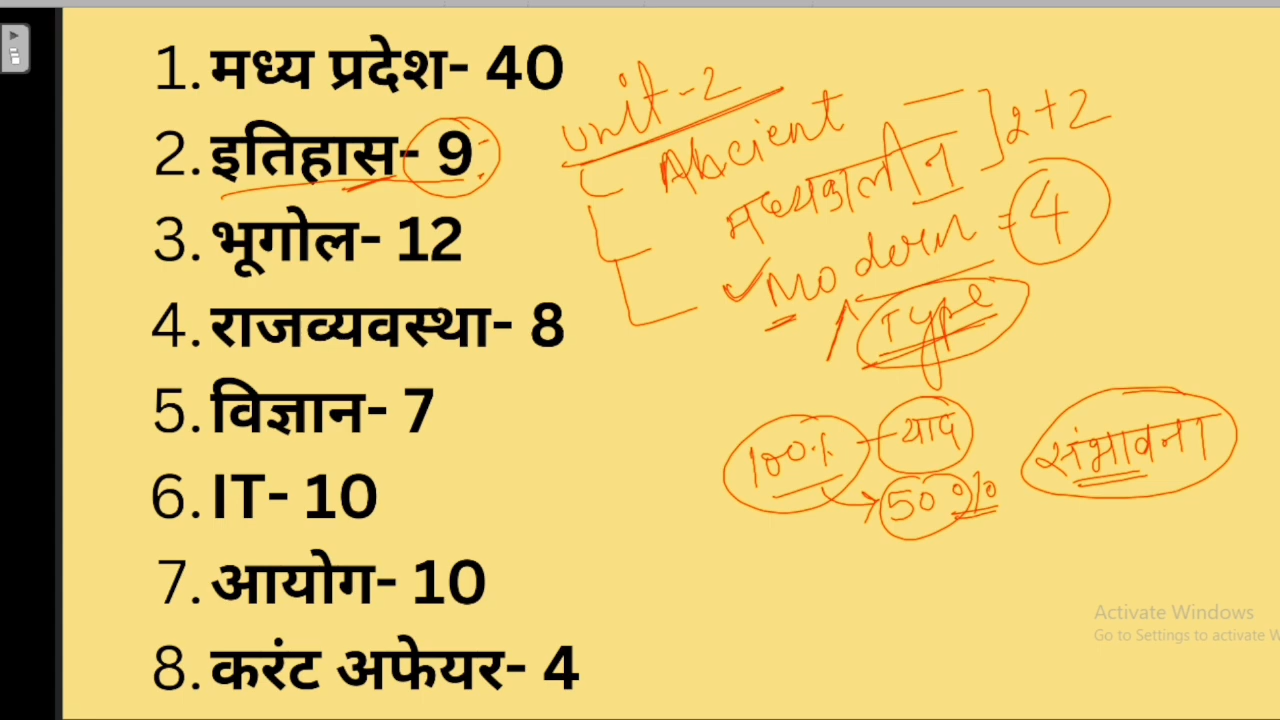 1. मध्य प्रदेश- 40
2. इतिहास- 9
3. भूगोल- 12
4. राजव्यवस्था- 8
5. विज्ञान- 7
6. IT- 10
7. आयोग- 10
8. करंट अफेयर- 4
unit-2
Ancient
मध्यकालीन
2+2
Modern = 4
Type
100% याद
50%
संभावना
Activate Windows
Go to Settings to activate W